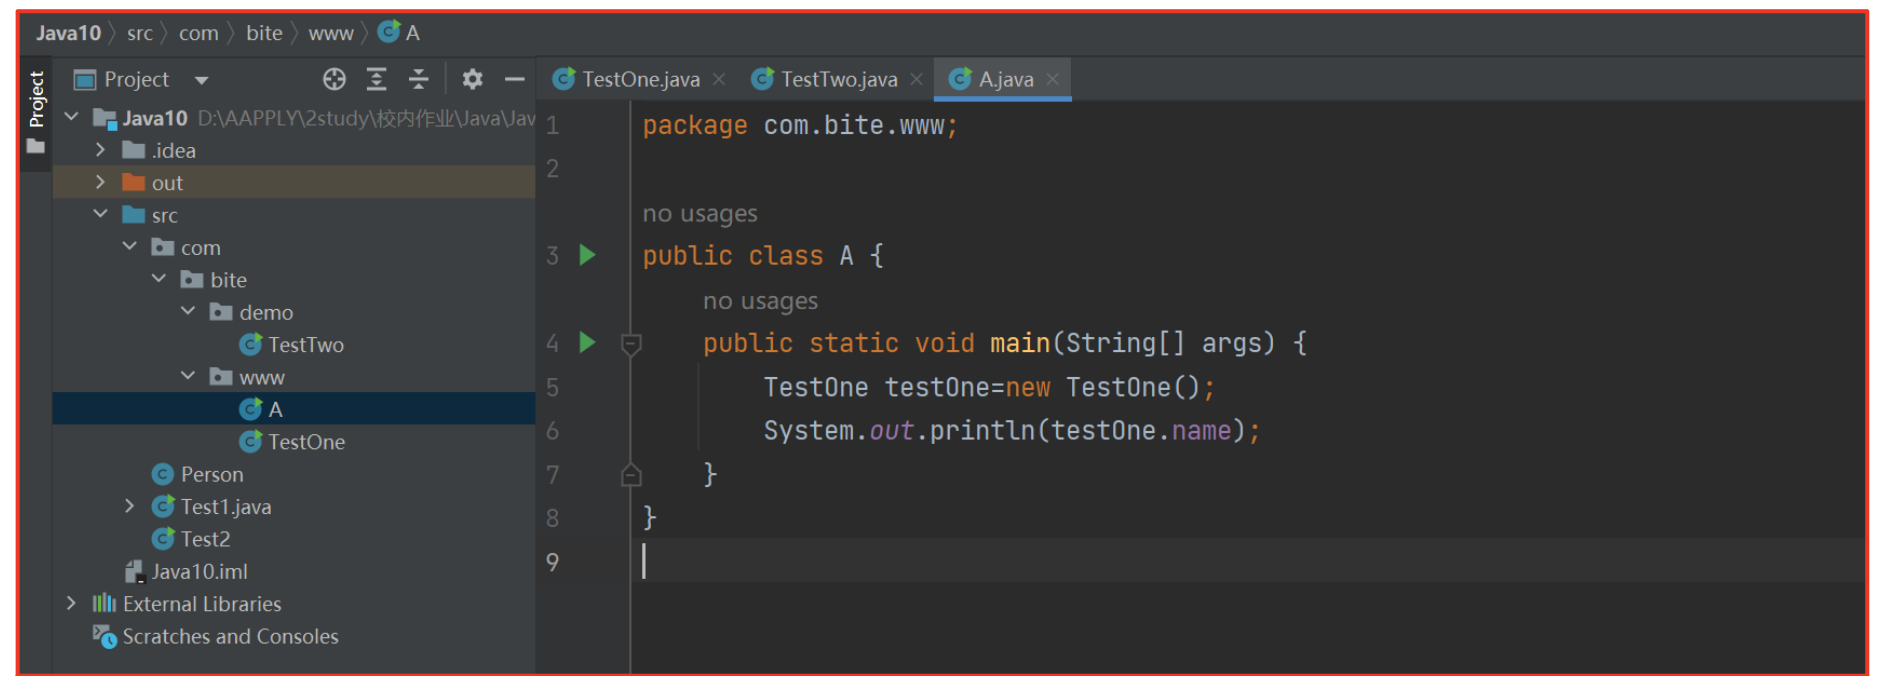 Java10 〉 src 〉 com 〉 bite 〉 www 〉 A
Project
Project
TestOne.java × TestTwo.java × A.java ×
Java10 D:\AAPPLY\2study\校内作业\Java\Jav
.idea
out
src
com
bite
demo
TestTwo
www
A
TestOne
Person
Test1.java
Test2
Java10.iml
External Libraries
Scratches and Consoles
1 package com.bite.www;
2
no usages
3 public class A {
no usages
4 public static void main(String[] args) {
5 TestOne testOne=new TestOne();
6 System.out.println(testOne.name);
7 }
8 }
9